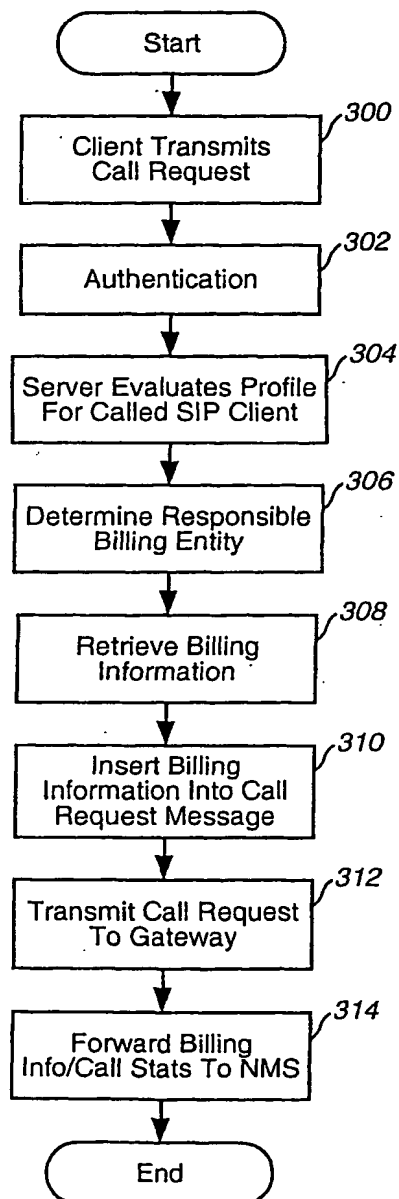 Start
300
Client Transmits
Call Request
302
Authentication
304
Server Evaluates Profile
For Called SIP Client
306
Determine Responsible
Billing Entity
308
Retrieve Billing
Information
310
Insert Billing
Information Into Call
Request Message
312
Transmit Call Request
To Gateway
314
Forward Billing
Info/Call Stats To NMS
End